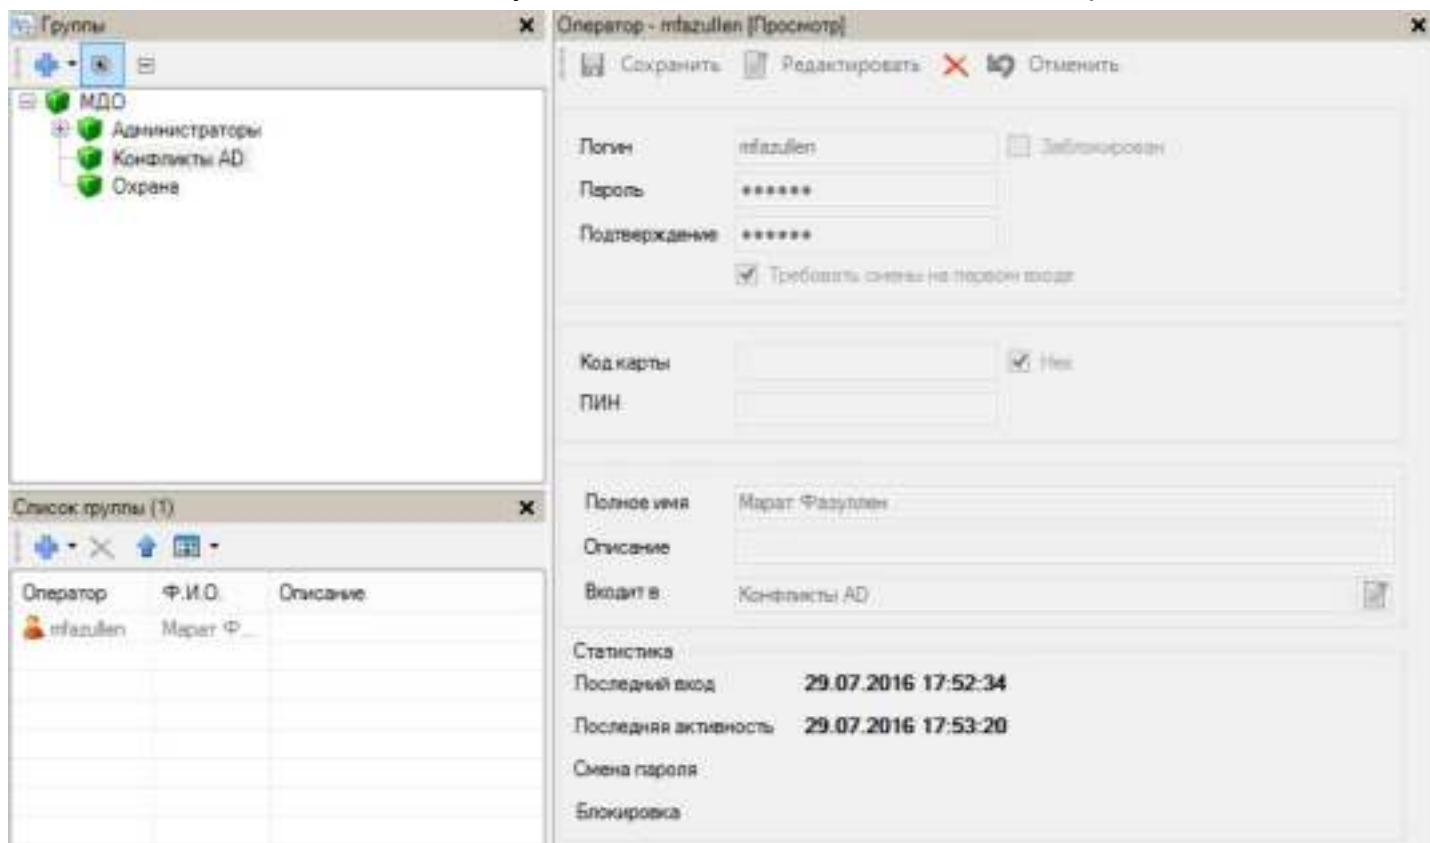 Группы
МДО
Администраторы
Конфликты AD
Охрана
Список группы (1)
Оператор Ф.И.О. Описание
mfazullen Марат Ф...
Оператор - mfazullen [Просмотр]
Сохранить Редактировать Отменить
Логин mfazullen Заблокирован
Пароль ******
Подтверждение ******
Требовать смены на первом входе
Код карты Hex
ПИН
Полное имя Марат Фазуллен
Описание
Входит в Конфликты AD
Статистика
Последний вход 29.07.2016 17:52:34
Последняя активность 29.07.2016 17:53:20
Смена пароля
Блокировка